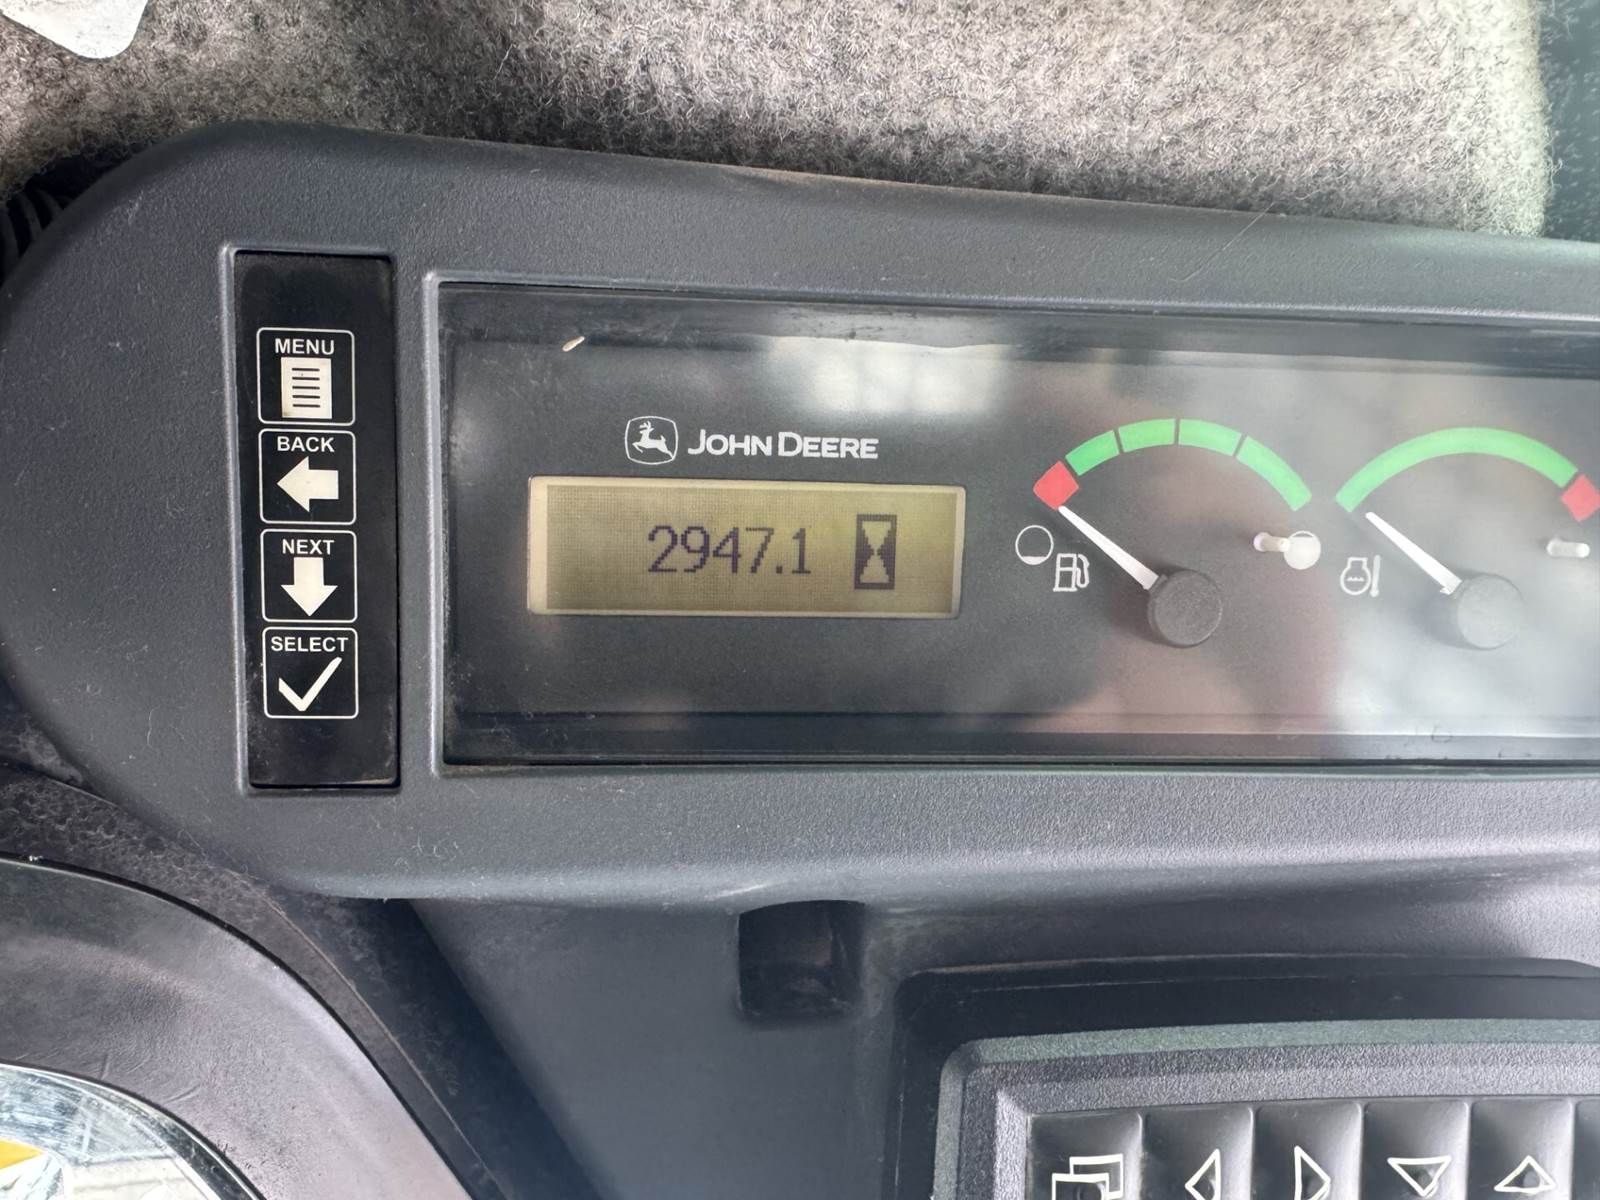 MENU
BACK
NEXT
SELECT
JOHN DEERE
2947.1